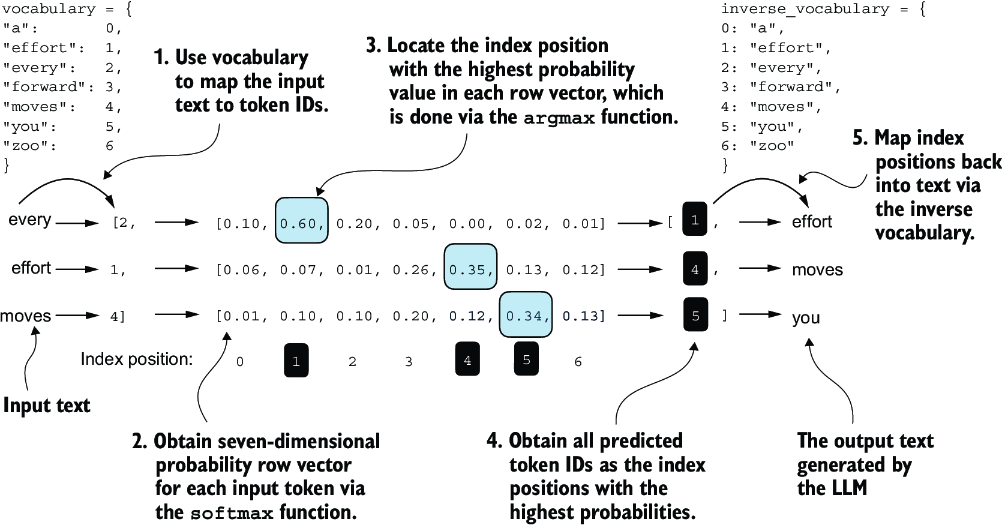 vocabulary = {
"a": 0,
"effort": 1,
"every": 2,
"forward": 3,
"moves": 4,
"you": 5,
"zoo": 6
}
1. Use vocabulary
to map the input
text to token IDs.
3. Locate the index position
with the highest probability
value in each row vector, which
is done via the argmax function.
inverse_vocabulary = {
0: "a",
1: "effort",
2: "every",
3: "forward",
4: "moves",
5: "you",
6: "zoo"
}
5. Map index
positions back
into text via
the inverse
vocabulary.
every [2, [0.10, 0.60, 0.20, 0.05, 0.00, 0.02, 0.01] [ 1 , effort
effort 1, [0.06, 0.07, 0.01, 0.26, 0.35, 0.13, 0.12] 4 , moves
moves 4] [0.01, 0.10, 0.10, 0.20, 0.12, 0.34, 0.13] 5 ] you
Index position: 0 1 2 3 4 5 6
Input text
2. Obtain seven-dimensional
probability row vector
for each input token via
the softmax function.
4. Obtain all predicted
token IDs as the index
positions with the
highest probabilities.
The output text
generated by
the LLM